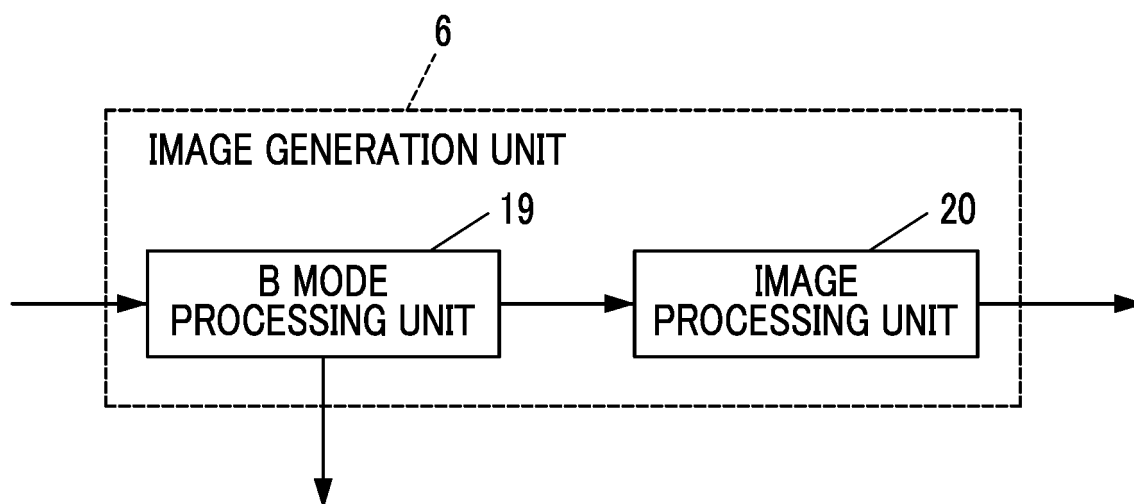 6
IMAGE GENERATION UNIT
19
20
B MODE
PROCESSING UNIT
IMAGE
PROCESSING UNIT